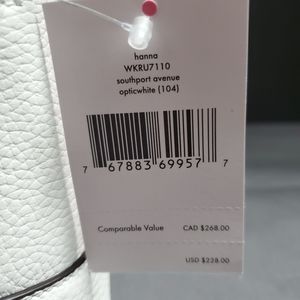 hanna
WKRU7110
southport avenue
opticwhite (104)
7 67883 69957 7
Comparable Value CAD $268.00
USD $228.00